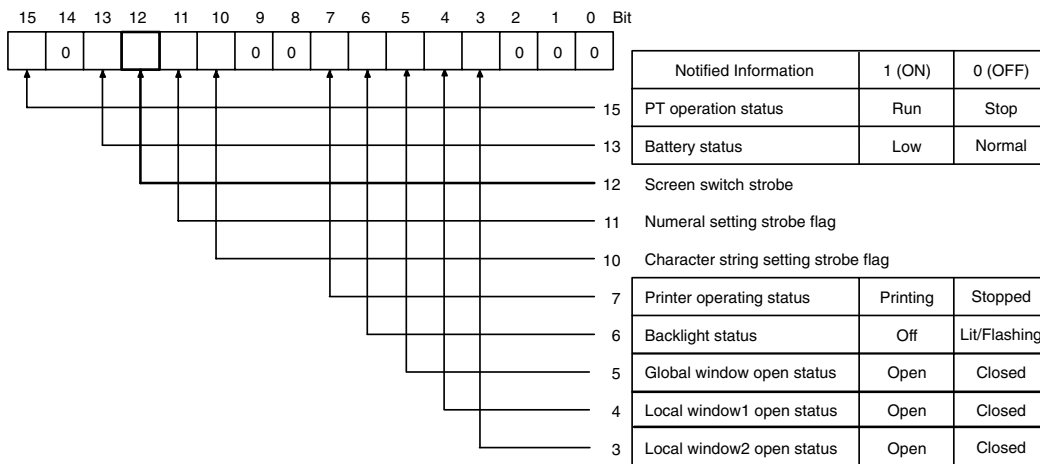 15 14 13 12 11 10 9 8 7 6 5 4 3 2 1 0 Bit
0 0 0 0 0 0
Notified Information 1 (ON) 0 (OFF)
15 PT operation status Run Stop
13 Battery status Low Normal
12 Screen switch strobe
11 Numeral setting strobe flag
10 Character string setting strobe flag
7 Printer operating status Printing Stopped
6 Backlight status Off Lit/Flashing
5 Global window open status Open Closed
4 Local window1 open status Open Closed
3 Local window2 open status Open Closed